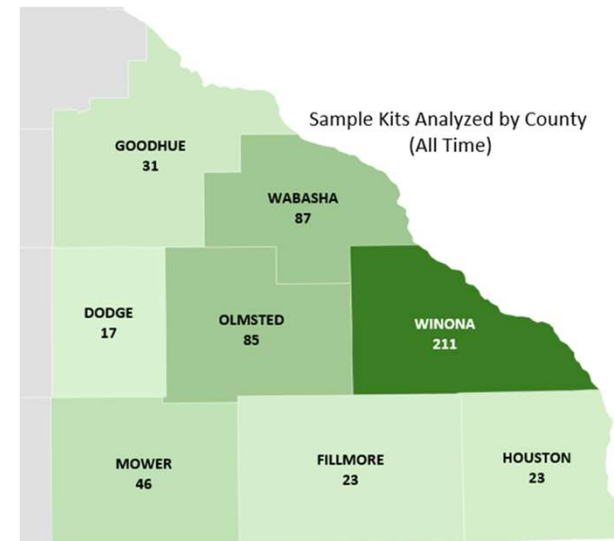 Sample Kits Analyzed by County
(All Time)
GOODHUE
31
WABASHA
87
DODGE
17
OLMSTED
85
WINONA
211
MOWER
46
FILLMORE
23
HOUSTON
23